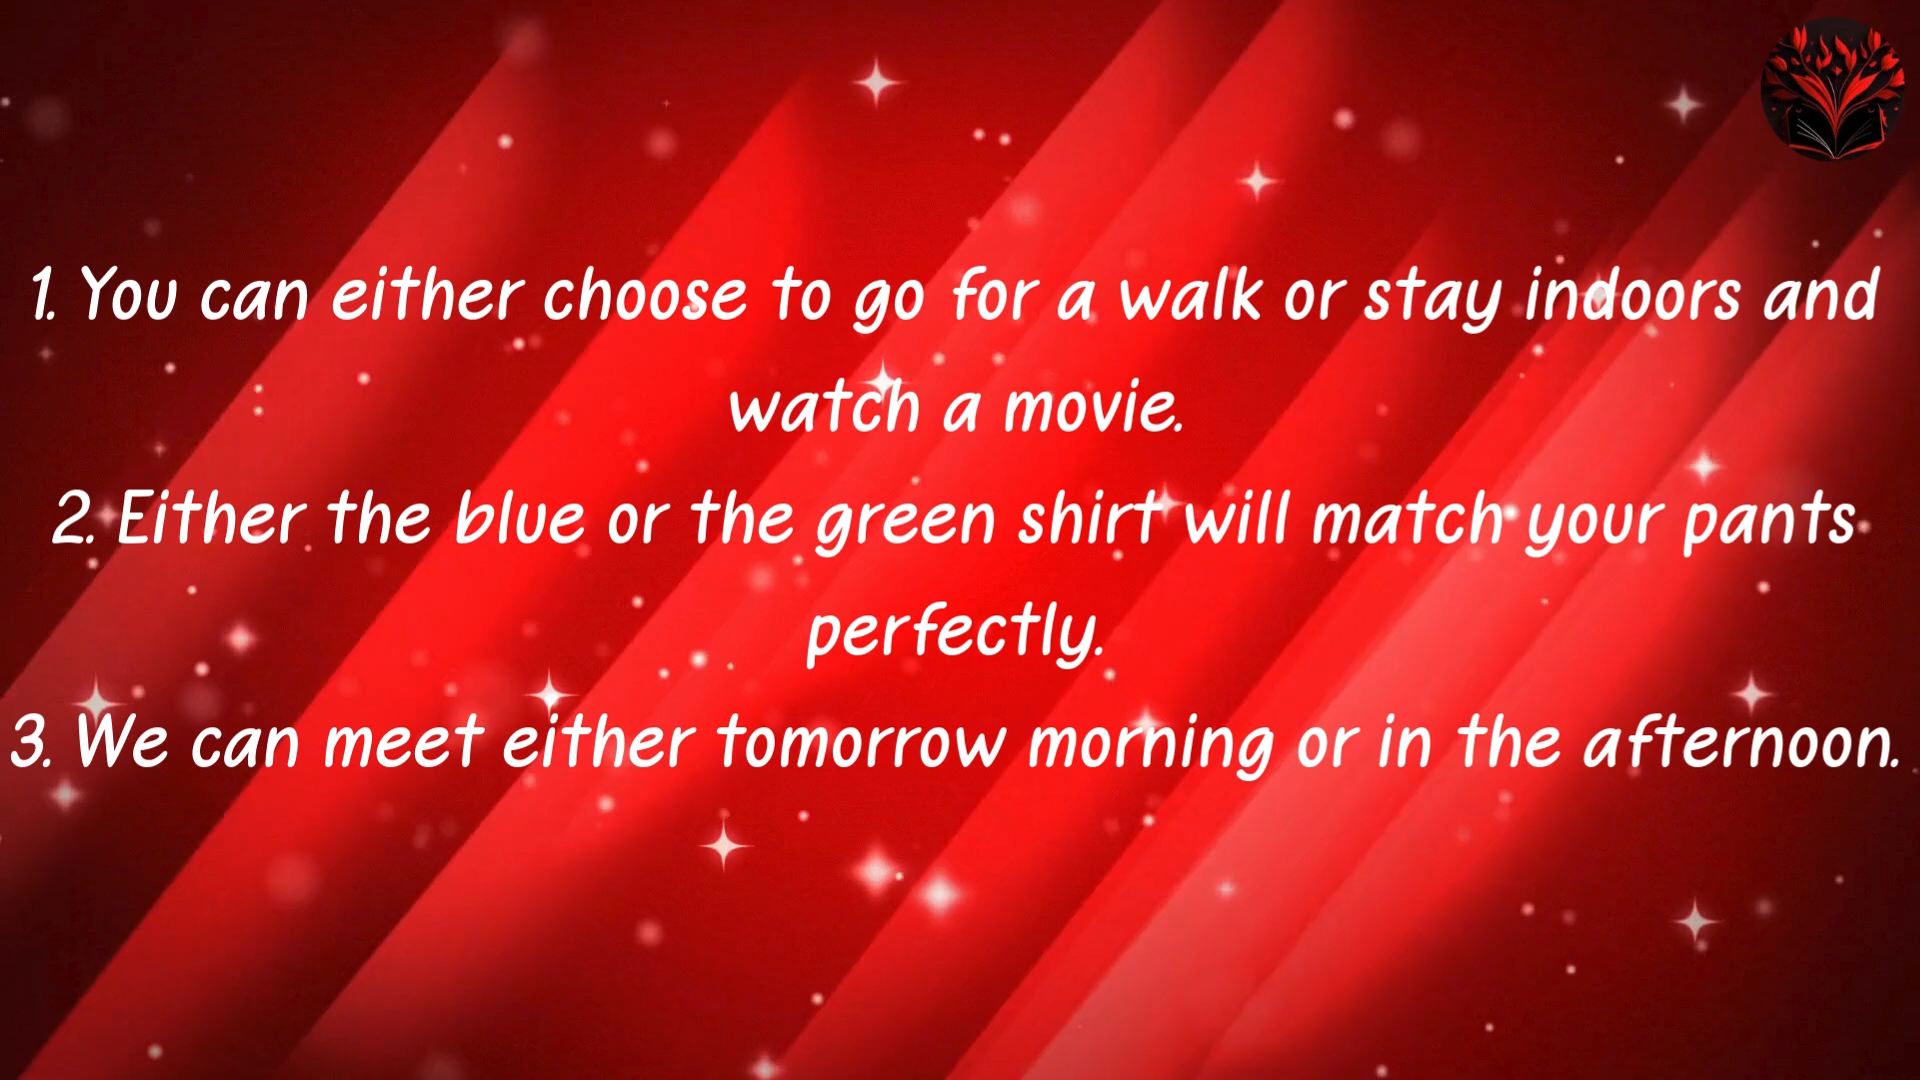 1. You can either choose to go for a walk or stay indoors and
watch a movie.
2. Either the blue or the green shirt will match your pants
perfectly.
3. We can meet either tomorrow morning or in the afternoon.